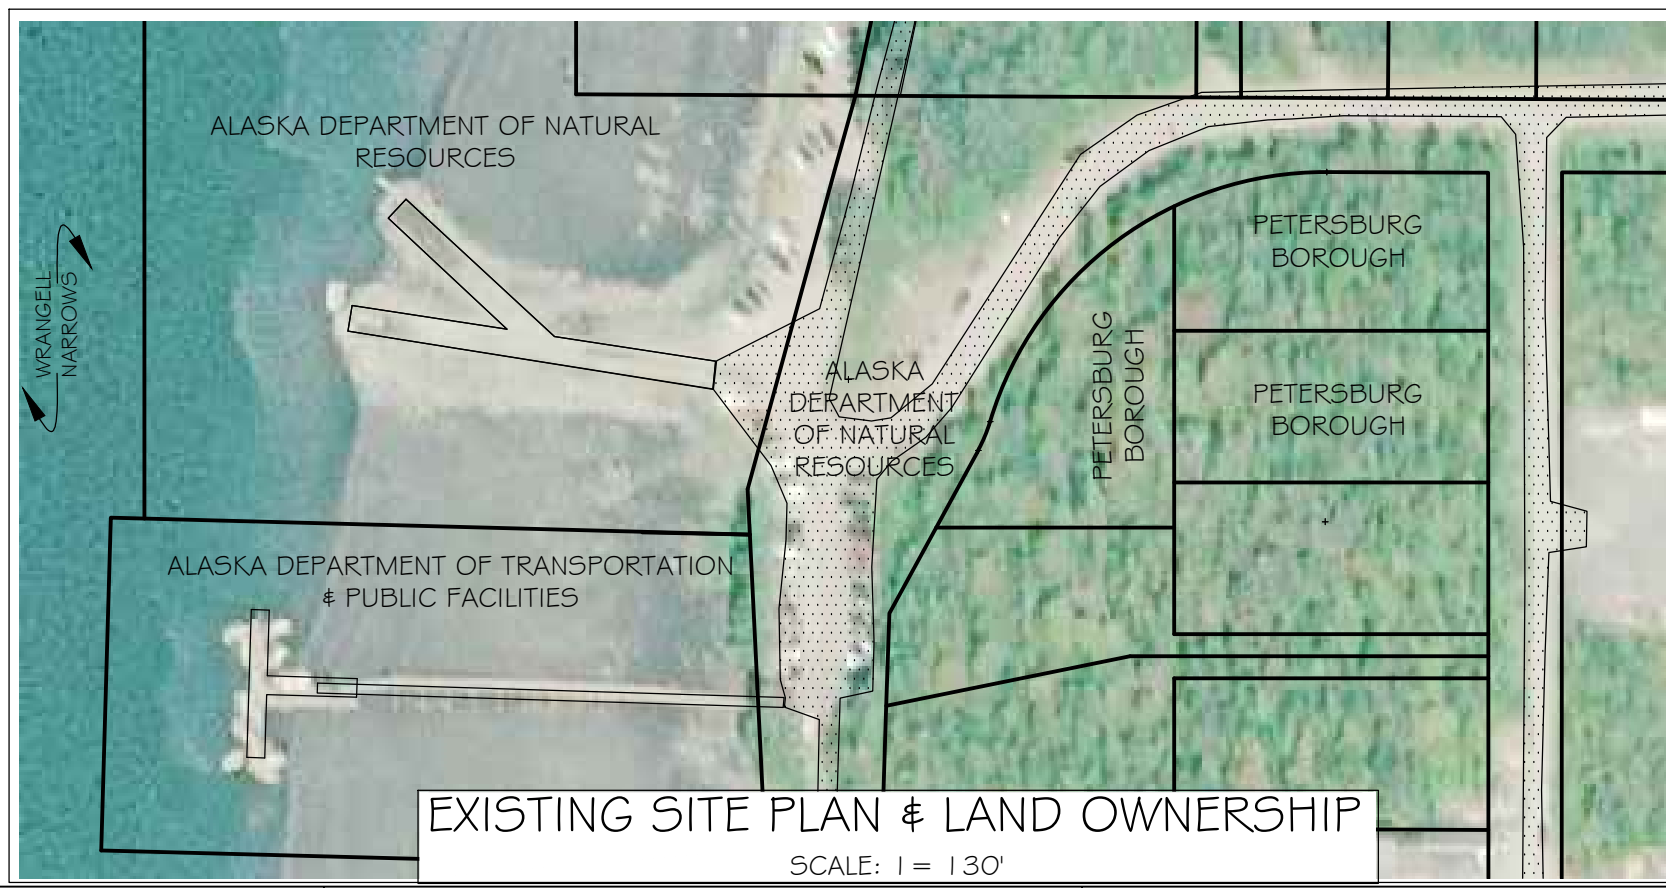 ALASKA DEPARTMENT OF NATURAL
RESOURCES
WRANGELL
NARROWS
PETERSBURG
BOROUGH
PETERSBURG
BOROUGH
ALASKA
DEPARTMENT
OF NATURAL
RESOURCES
PETERSBURG
BOROUGH
ALASKA DEPARTMENT OF TRANSPORTATION
& PUBLIC FACILITIES
EXISTING SITE PLAN & LAND OWNERSHIP
SCALE: 1 = 130'